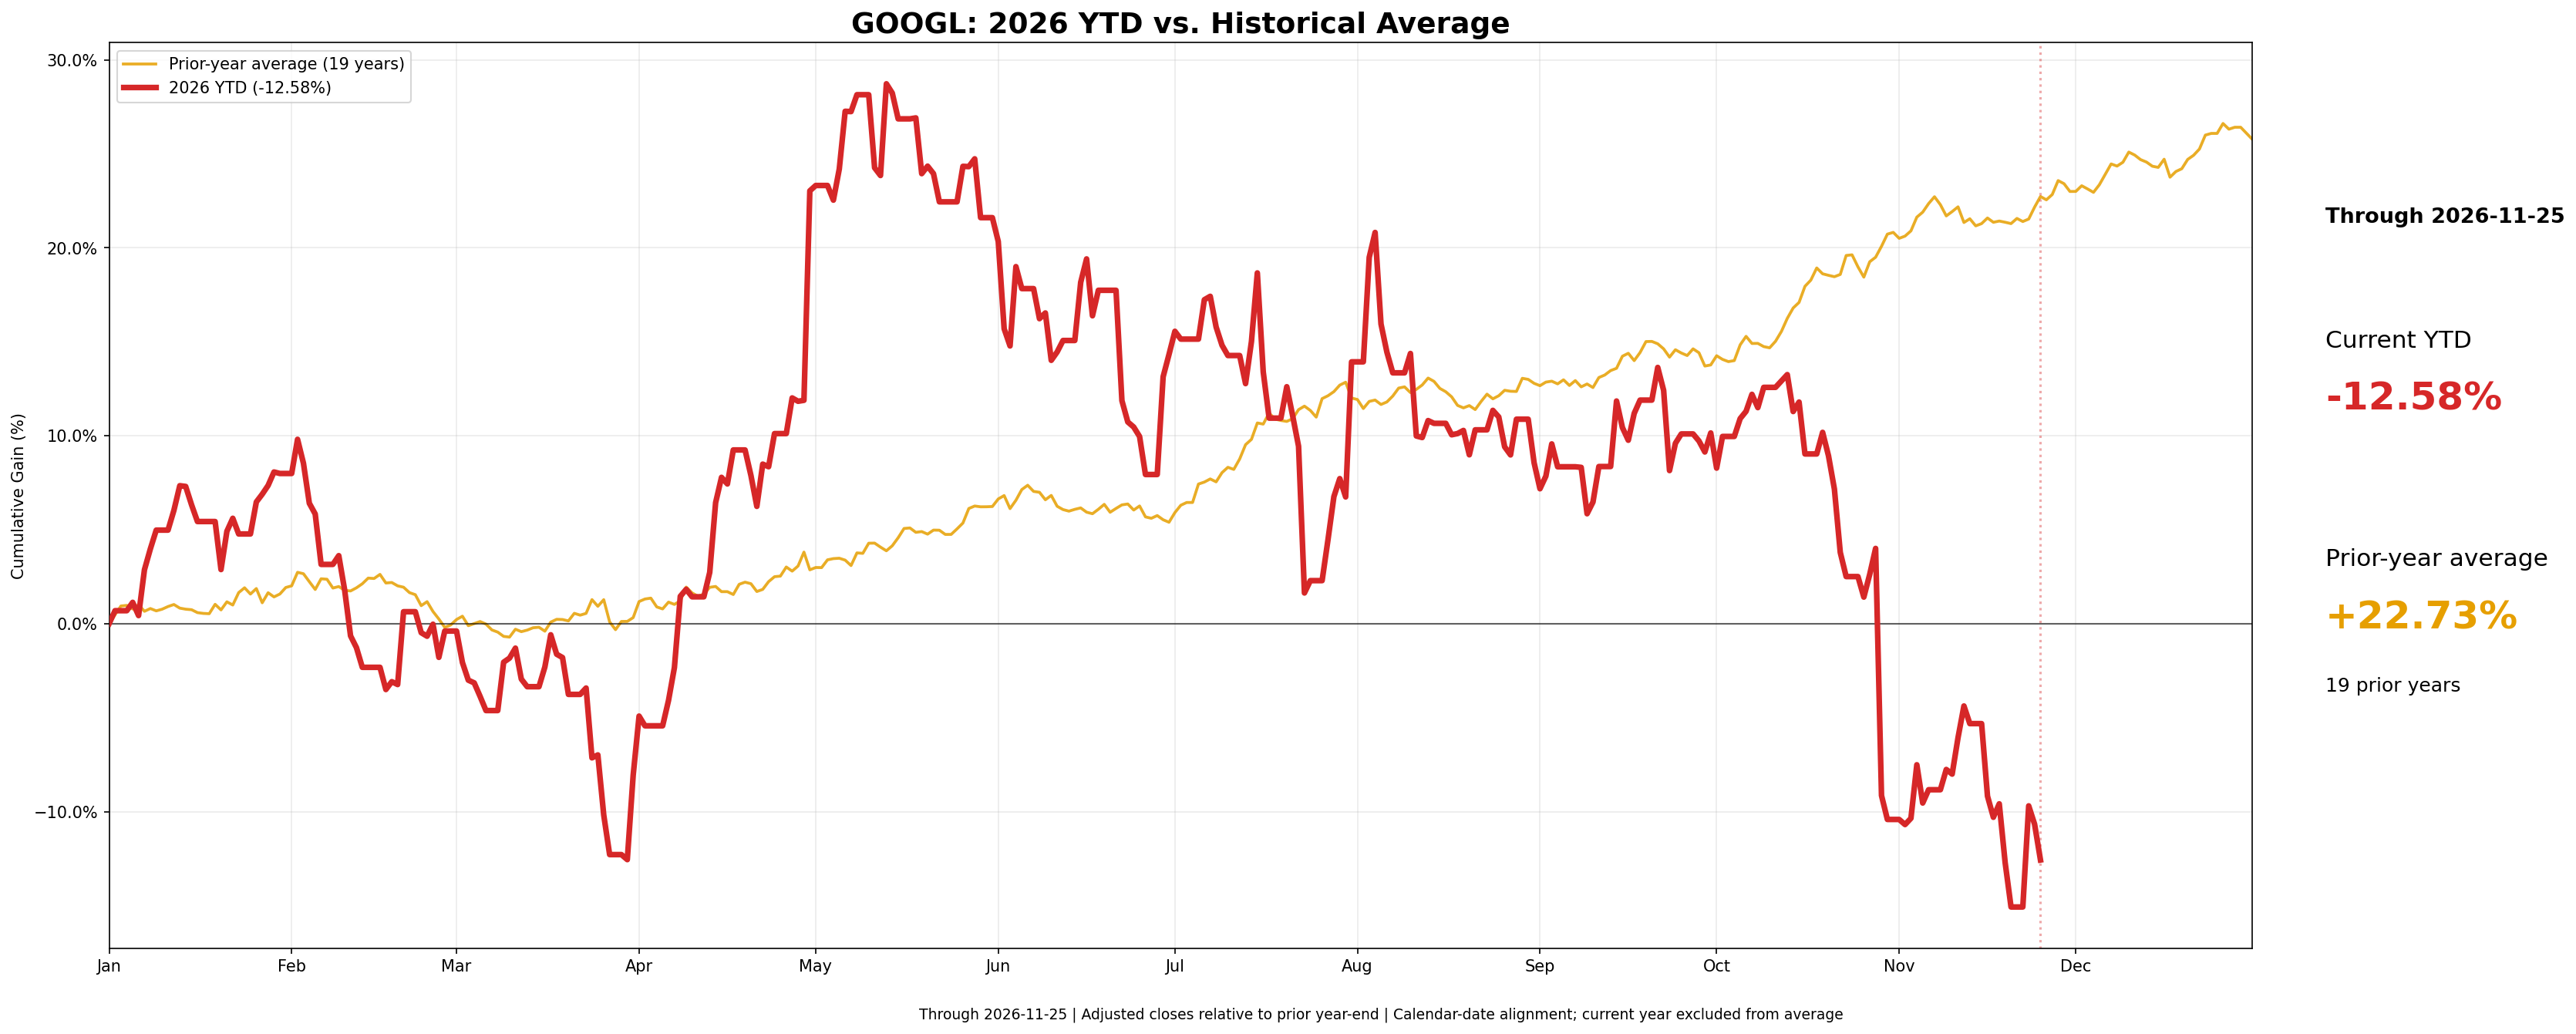 GOOGL: 2026 YTD vs. Historical Average
Prior-year average (19 years)
2026 YTD (-12.58%)
30.0%
20.0%
10.0%
0.0%
−10.0%
Cumulative Gain (%)
Jan
Feb
Mar
Apr
May
Jun
Jul
Aug
Sep
Oct
Nov
Dec
Through 2026-11-25
Current YTD
-12.58%
Prior-year average
+22.73%
19 prior years
Through 2026-11-25 | Adjusted closes relative to prior year-end | Calendar-date alignment; current year excluded from average